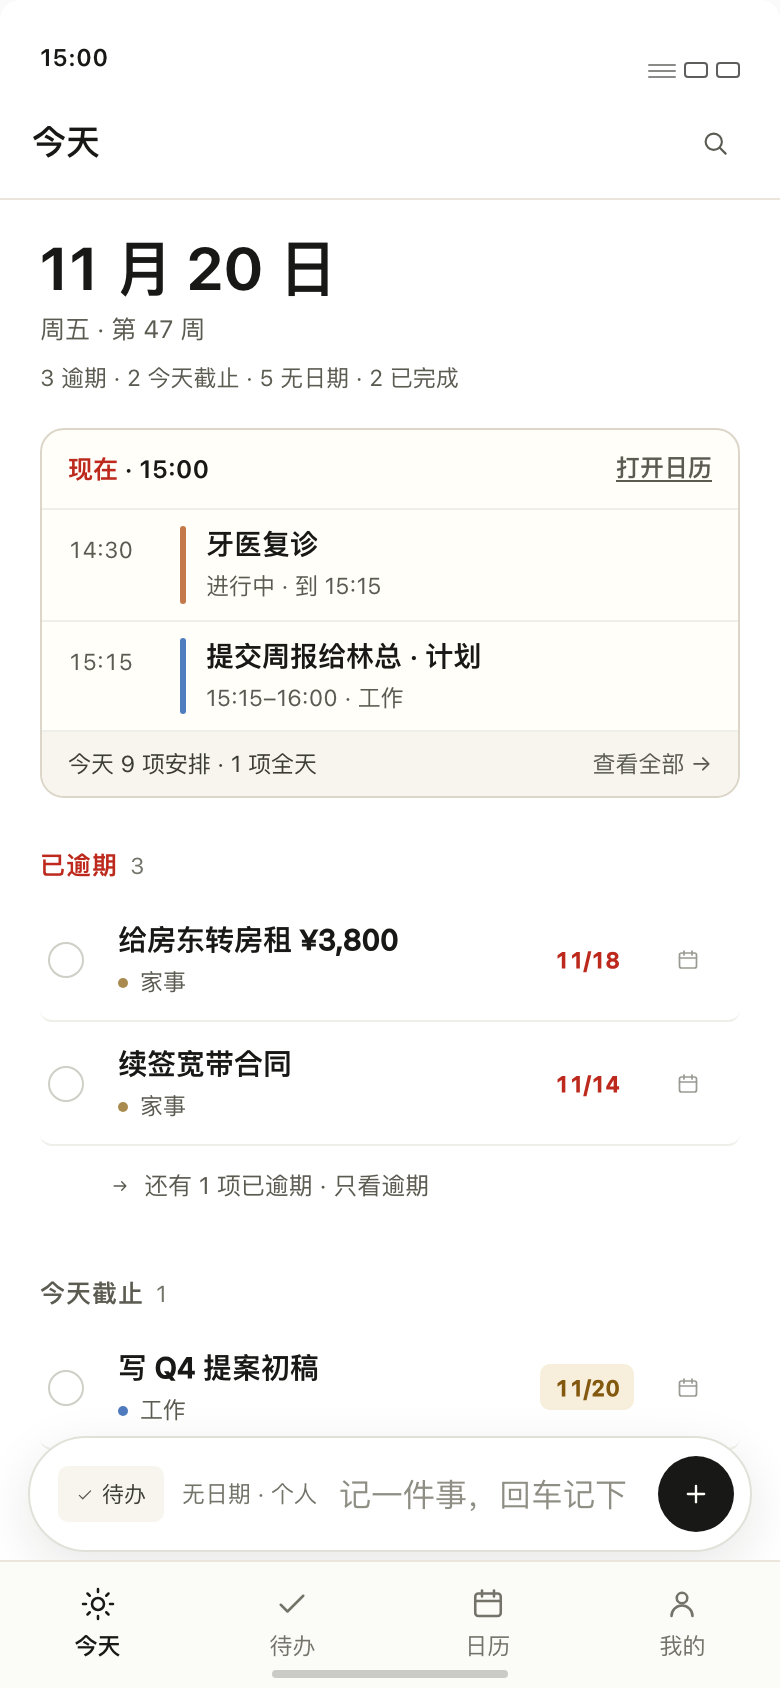 15:00
今天
11 月 20 日
周五 · 第 47 周
3 逾期 · 2 今天截止 · 5 无日期 · 2 已完成
现在 · 15:00 打开日历
14:30 牙医复诊
进行中 · 到 15:15
15:15 提交周报给林总 · 计划
15:15–16:00 · 工作
今天 9 项安排 · 1 项全天 查看全部 →
已逾期 3
给房东转房租 ¥3,800
家事
11/18
续签宽带合同
家事
11/14
→ 还有 1 项已逾期 · 只看逾期
今天截止 1
写 Q4 提案初稿
工作
11/20
待办 无日期 · 个人 记一件事，回车记下
今天 待办 日历 我的